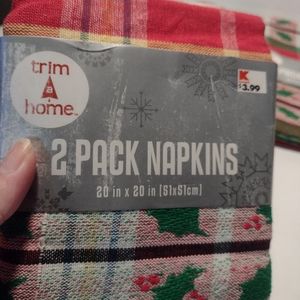 trim
a
home
K
$3.99
2 PACK NAPKINS
20 in x 20 in (51x51cm)